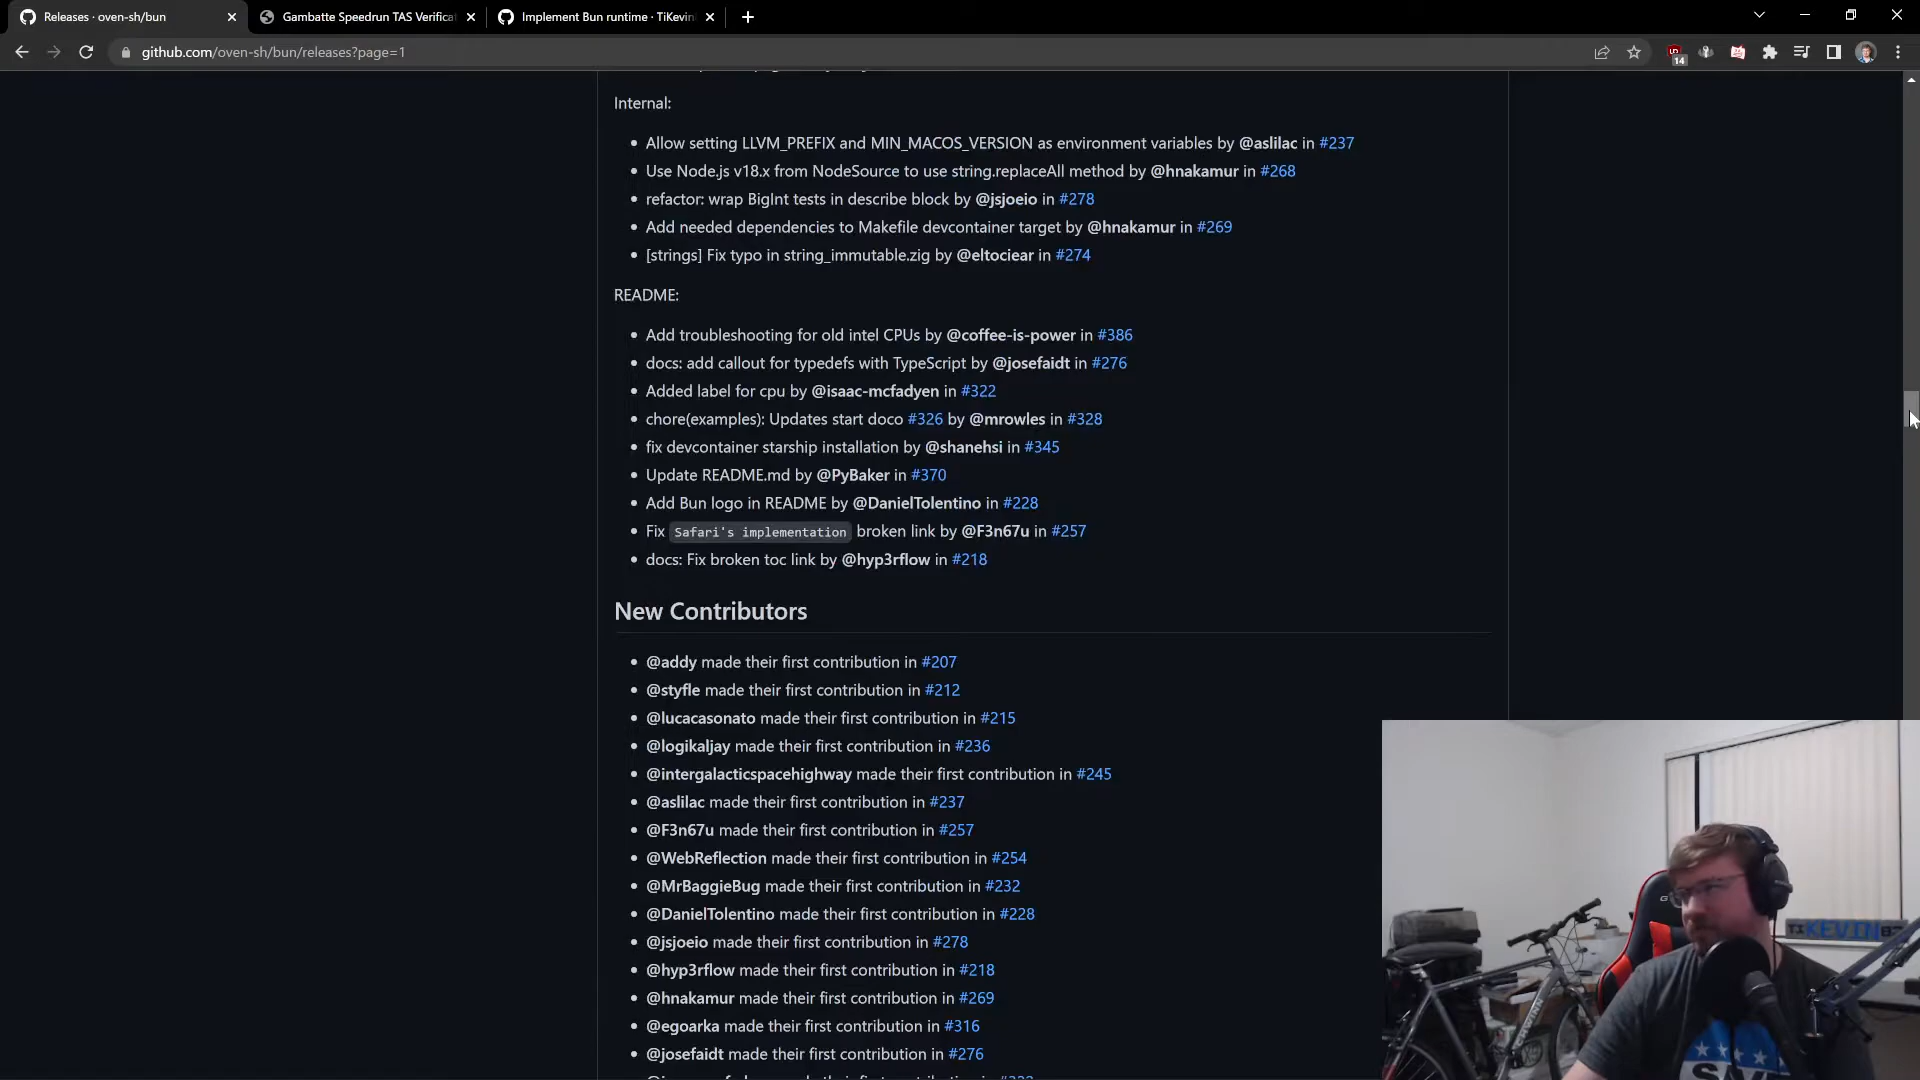 Releases · oven-sh/bun
Gambatte Speedrun TAS Verificat
Implement Bun runtime · TiKevin
github.com/oven-sh/bun/releases?page=1
14
Internal:
Allow setting LLVM_PREFIX and MIN_MACOS_VERSION as environment variables by @aslilac in #237
Use Node.js v18.x from NodeSource to use string.replaceAll method by @hnakamur in #268
refactor: wrap BigInt tests in describe block by @jsjoeio in #278
Add needed dependencies to Makefile devcontainer target by @hnakamur in #269
[strings] Fix typo in string_immutable.zig by @eltociear in #274
README:
Add troubleshooting for old intel CPUs by @coffee-is-power in #386
docs: add callout for typedefs with TypeScript by @josefaidt in #276
Added label for cpu by @isaac-mcfadyen in #322
chore(examples): Updates start doco #326 by @mrowles in #328
fix devcontainer starship installation by @shanehsi in #345
Update README.md by @PyBaker in #370
Add Bun logo in README by @DanielTolentino in #228
Fix Safari's implementation broken link by @F3n67u in #257
docs: Fix broken toc link by @hyp3rflow in #218
New Contributors
@addy made their first contribution in #207
@styfle made their first contribution in #212
@lucacasonato made their first contribution in #215
@logikaljay made their first contribution in #236
@intergalacticspacehighway made their first contribution in #245
@aslilac made their first contribution in #237
@F3n67u made their first contribution in #257
@WebReflection made their first contribution in #254
@MrBaggieBug made their first contribution in #232
@DanielTolentino made their first contribution in #228
@jsjoeio made their first contribution in #278
@hyp3rflow made their first contribution in #218
@hnakamur made their first contribution in #269
@egoarka made their first contribution in #316
@josefaidt made their first contribution in #276
TiKEVIN83
SCHWINN